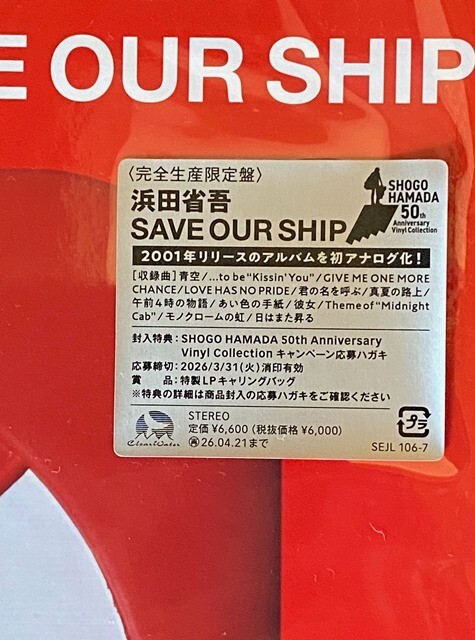 E OUR SHIP
〈完全生産限定盤〉
浜田省吾
SAVE OUR SHIP
SHOGO
HAMADA
50th
Anniversary
Vinyl Collection
2001年リリースのアルバムを初アナログ化!
[収録曲]青空/…to be “Kissin’ You”/GIVE ME ONE MORE
CHANCE/LOVE HAS NO PRIDE/君の名を呼ぶ/真夏の路上/
午前4時の物語/あい色の手紙/彼女/Theme of “Midnight
Cab”/モノクロームの虹/日はまた昇る
封入特典:SHOGO HAMADA 50th Anniversary
Vinyl Collection キャンペーン応募ハガキ
応募締切:2026/3/31(火)消印有効
賞 品:特製LPキャリングバッグ
※特典の詳細は商品封入の応募ハガキをご確認ください
STEREO
定価 ¥6,600 (税抜価格 ¥6,000)
再26.04.21まで
ClearWater
プラ
SEJL 106-7